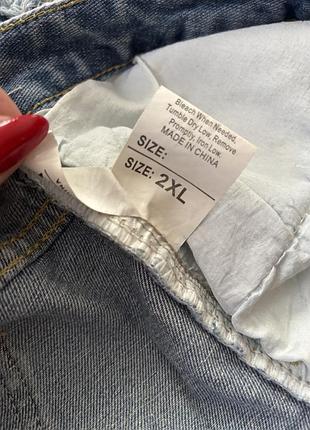 Bleach When Needed,
Tumble Dry Low, Remove
Promptly, Iron Low.
MADE IN CHINA
SIZE:
SIZE: 2XL